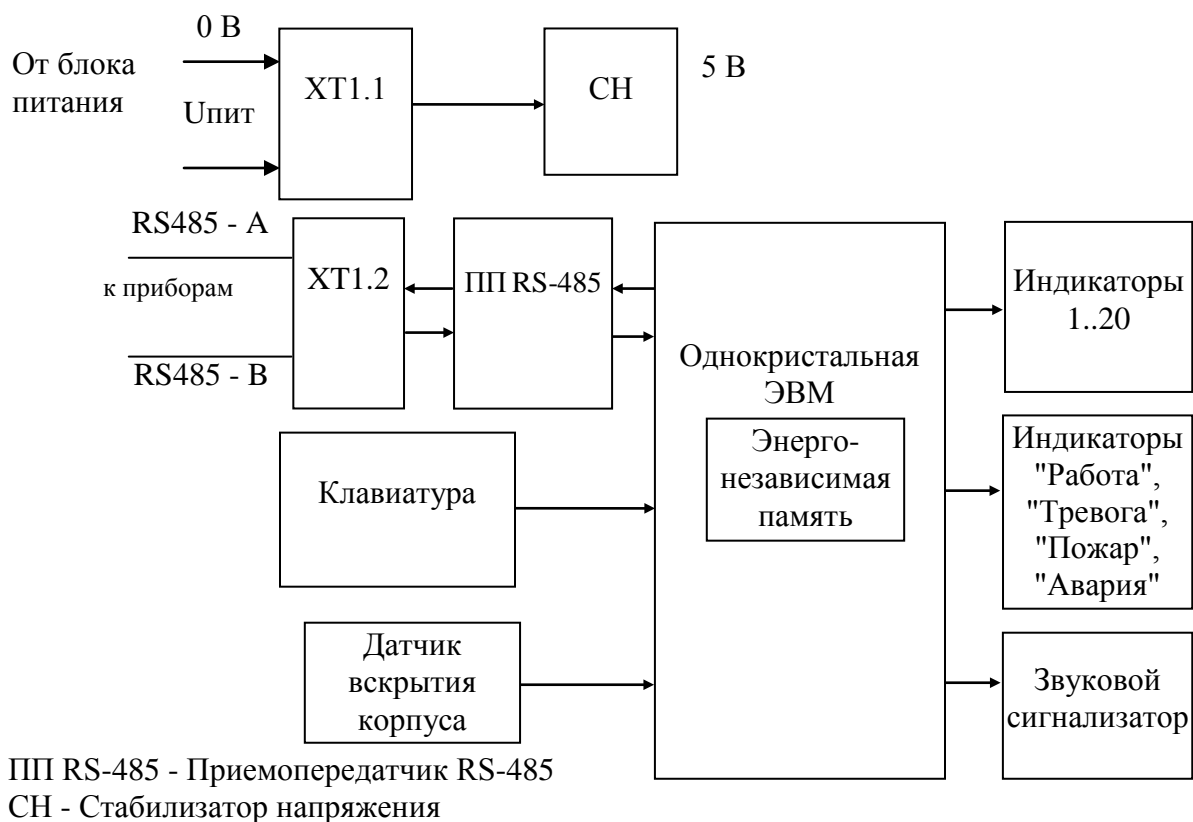 0 В
От блока
питания
Uпит
XT1.1
СН
5 В
RS485 - A
к приборам
RS485 - B
XT1.2
ПП RS-485
Однокристальная
ЭВМ
Энерго-
независимая
память
Индикаторы
1..20
Клавиатура
Индикаторы
"Работа",
"Тревога",
"Пожар",
"Авария"
Датчик
вскрытия
корпуса
Звуковой
сигнализатор
ПП RS-485 - Приемопередатчик RS-485
СН - Стабилизатор напряжения